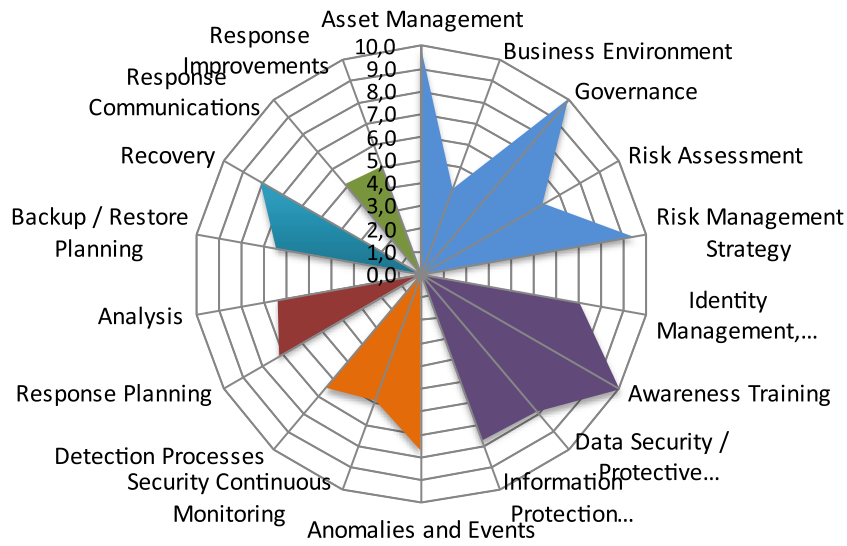 Asset Management
Business Environment
Governance
Risk Assessment
Risk Management
Strategy
Identity
Management,...
Awareness Training
Data Security /
Protective...
Information
Protection...
Anomalies and Events
Security Continuous
Monitoring
Detection Processes
Response Planning
Analysis
Backup / Restore
Planning
Recovery
Response
Communications
Response
Improvements
10,0
9,0
8,0
7,0
6,0
5,0
4,0
3,0
2,0
1,0
0,0